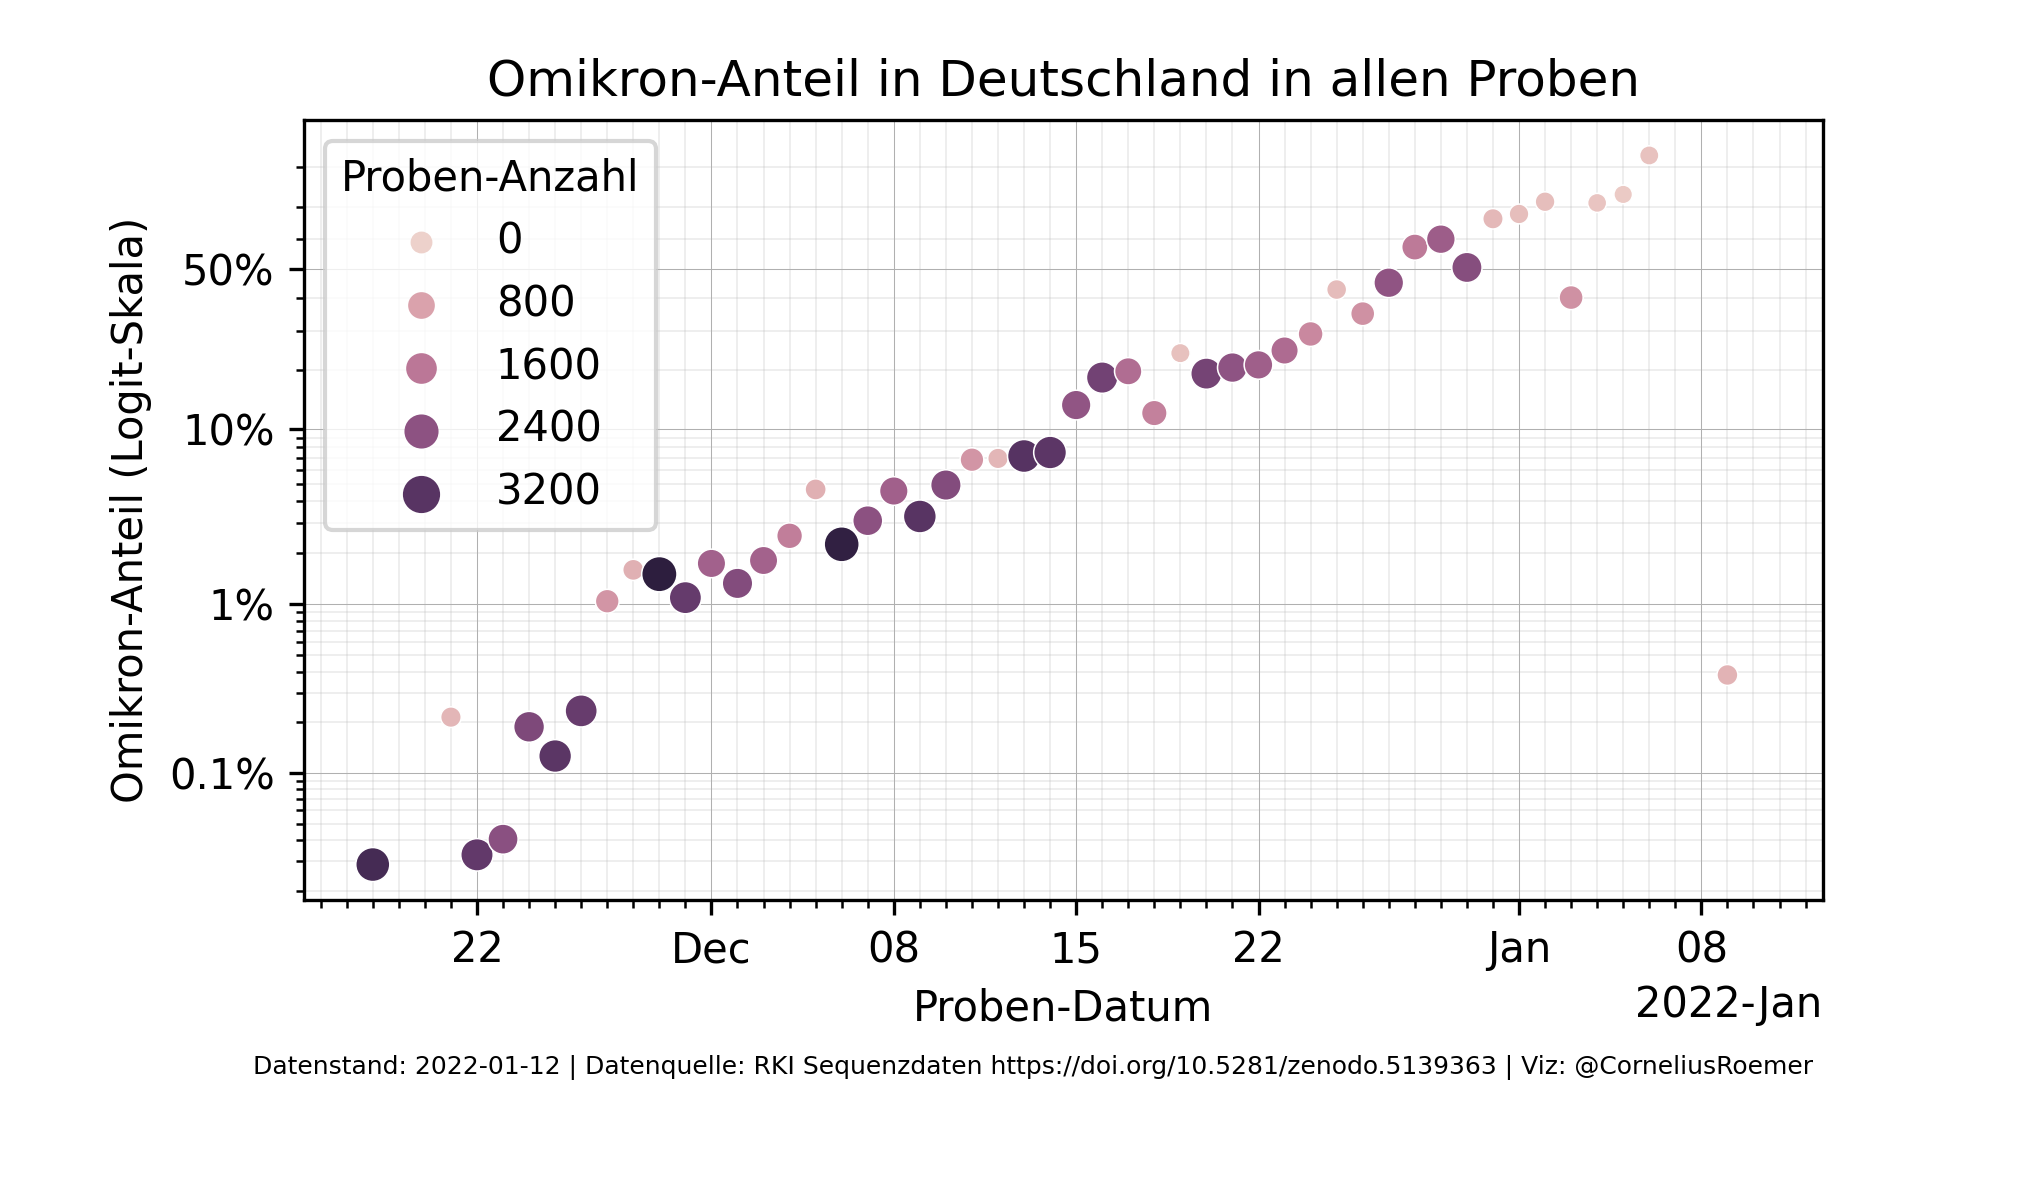 Omikron-Anteil in Deutschland in allen Proben
Proben-Anzahl
0
800
1600
2400
3200
Omikron-Anteil (Logit-Skala)
50%
10%
1%
0.1%
22 Dec 08 15 22 Jan 08
Proben-Datum
2022-Jan
Datenstand: 2022-01-12 | Datenquelle: RKI Sequenzdaten https://doi.org/10.5281/zenodo.5139363 | Viz: @CorneliusRoemer